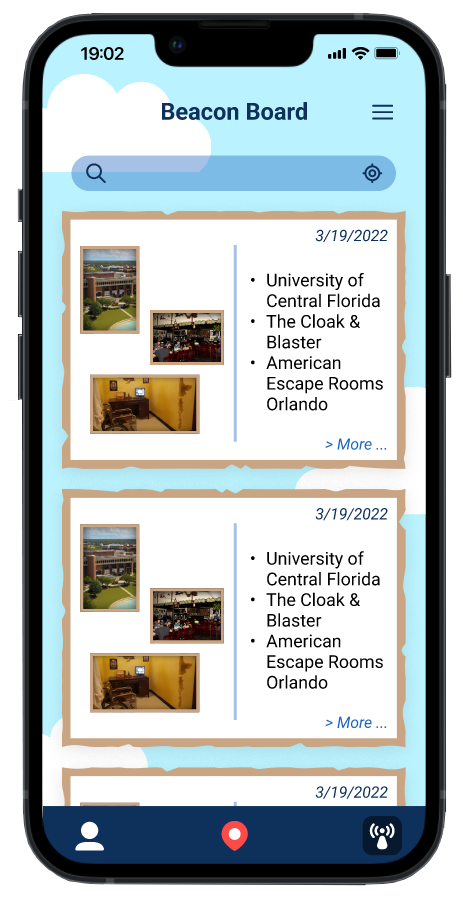 19:02
Beacon Board
3/19/2022
• University of
Central Florida
• The Cloak &
Blaster
• American
Escape Rooms
Orlando
> More ...
3/19/2022
• University of
Central Florida
• The Cloak &
Blaster
• American
Escape Rooms
Orlando
> More ...
3/19/2022